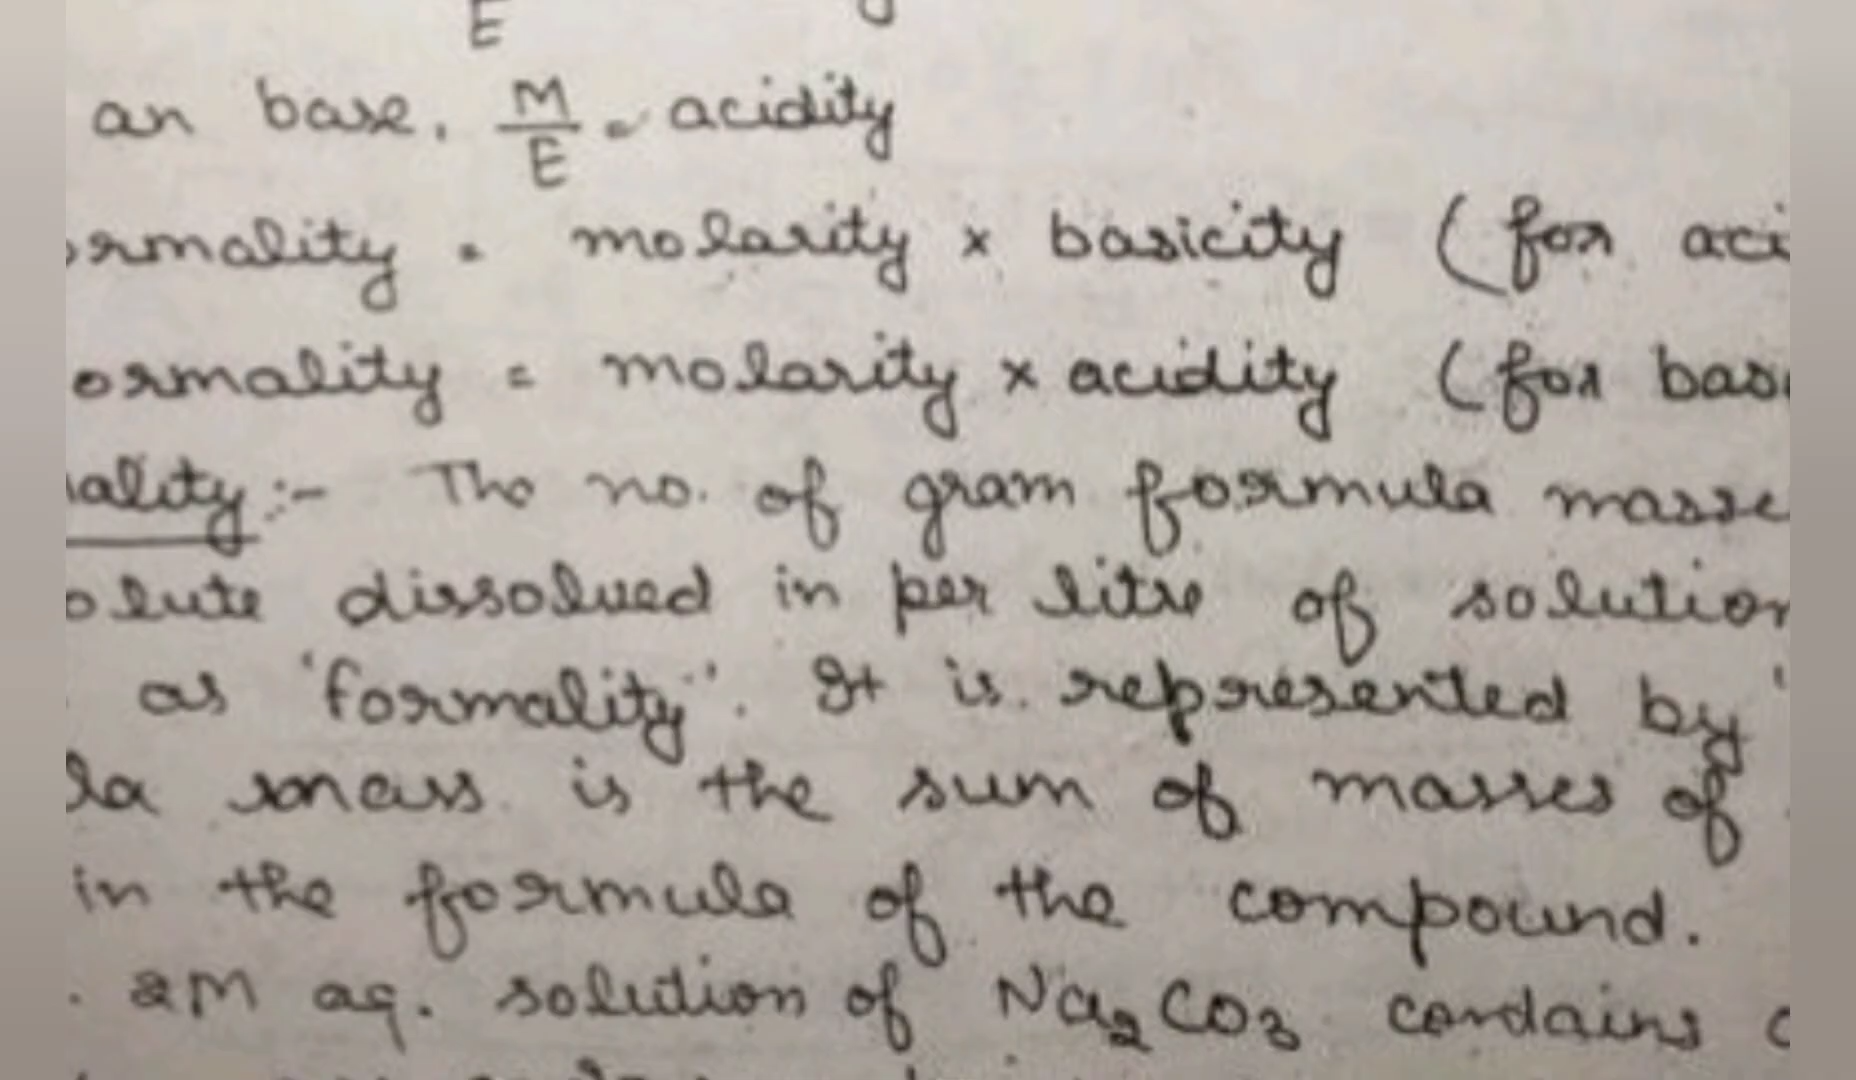 E
an base, M/E = acidity
ormality = molarity x basicity (for aci
ormality = molarity x acidity (for bas
ality :- The no. of gram formula masse
olute dissolved in per litre of solution
as 'formality'. It is represented by '
la mass is the sum of masses of
in the formula of the compound.
. 2M aq. solution of Na₂CO₃ contains